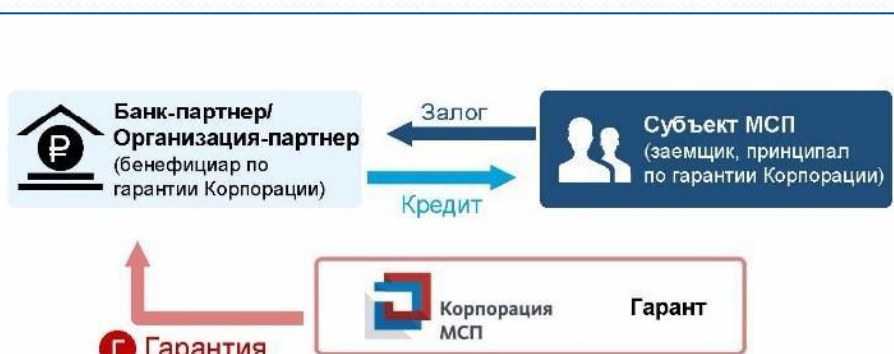 Банк-партнер/
Организация-партнер
(бенефициар по
гарантии Корпорации)
Залог
Кредит
Субъект МСП
(заемщик, принципал
по гарантии Корпорации)
Корпорация
МСП
Гарант
Г Гарантия